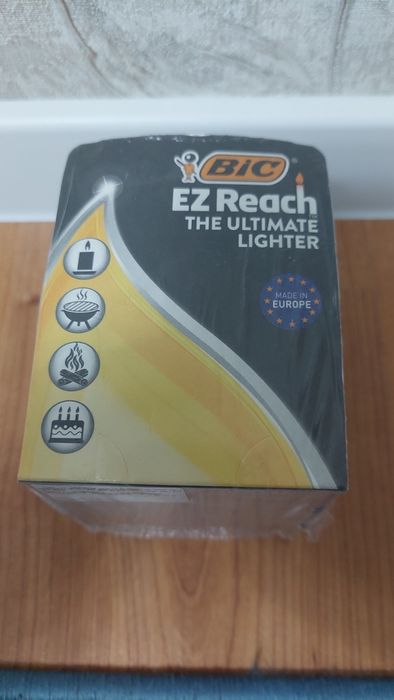 BiC
EZ Reach
THE ULTIMATE
LIGHTER
MADE IN
EUROPE